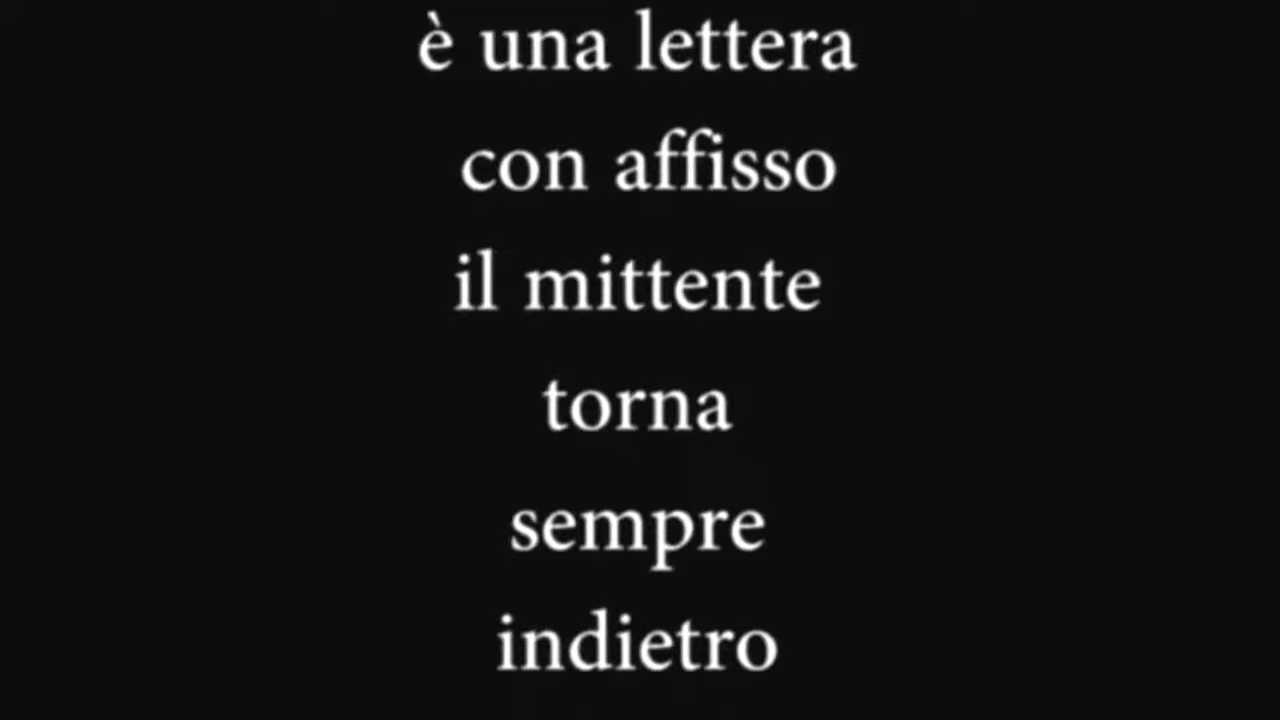 è una lettera
con affisso
il mittente
torna
sempre
indietro